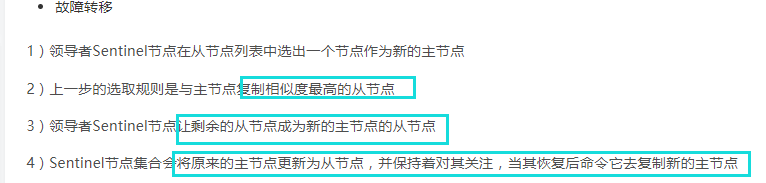 • 故障转移
1）领导者Sentinel节点在从节点列表中选出一个节点作为新的主节点
2）上一步的选取规则是与主节点复制相似度最高的从节点
3）领导者Sentinel节点让剩余的从节点成为新的主节点的从节点
4）Sentinel节点集合会将原来的主节点更新为从节点，并保持着对其关注，当其恢复后命令它去复制新的主节点